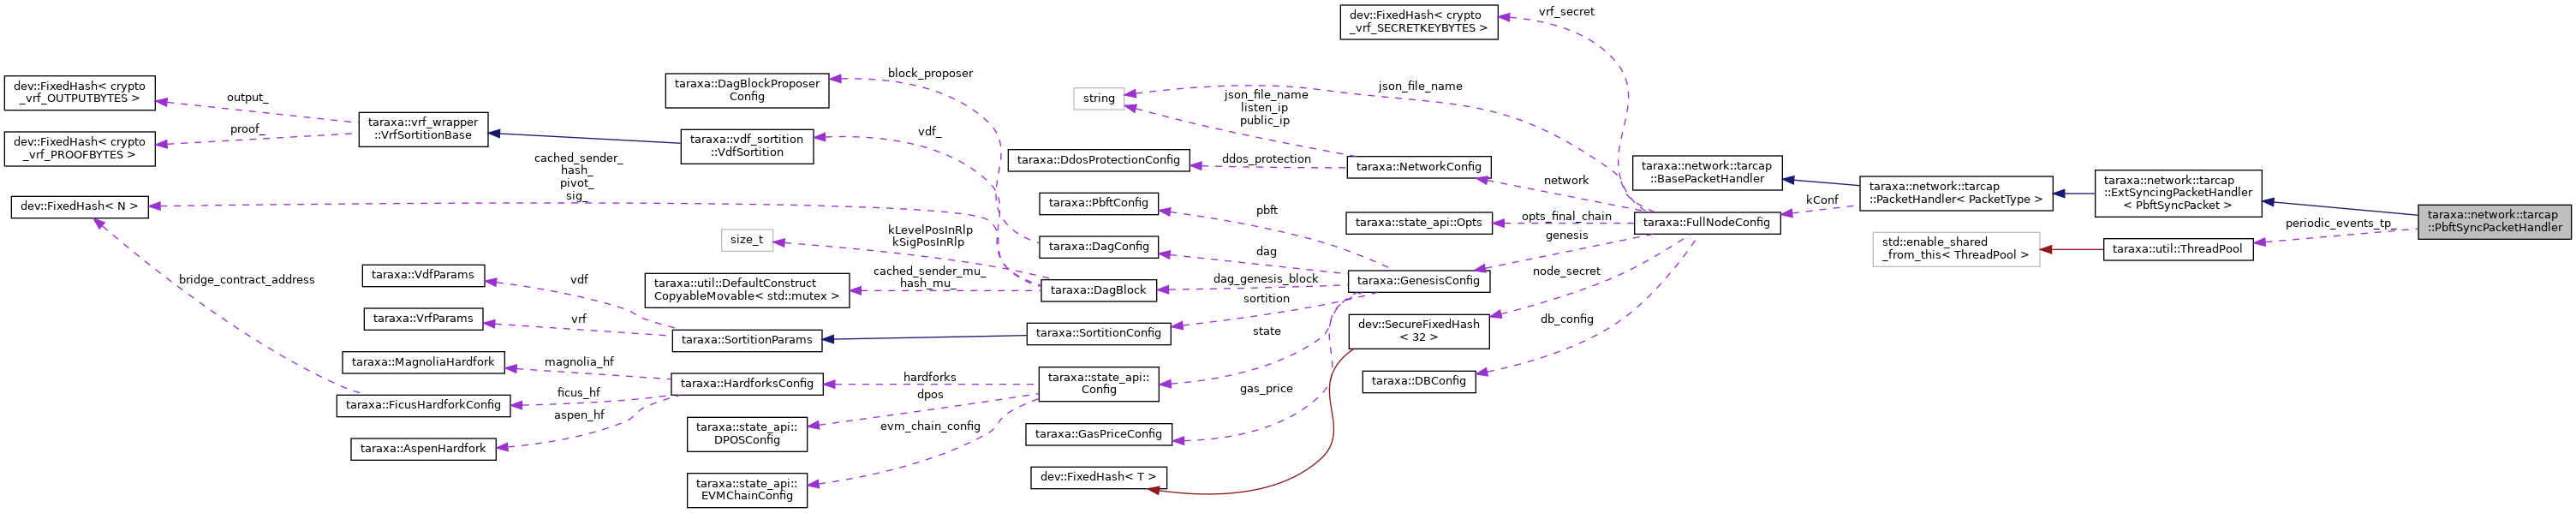 dev::FixedHash< crypto
_vrf_OUTPUTBYTES >
dev::FixedHash< crypto
_vrf_PROOFBYTES >
dev::FixedHash< N >
output_
proof_
cached_sender_
hash_
pivot_
sig_
bridge_contract_address
taraxa::vrf_wrapper
::VrfSortitionBase
taraxa::VdfParams
taraxa::VrfParams
taraxa::MagnoliaHardfork
taraxa::FicusHardforkConfig
taraxa::AspenHardfork
vdf
vrf
magnolia_hf
ficus_hf
aspen_hf
taraxa::DagBlockProposer
Config
taraxa::vdf_sortition
::VdfSortition
size_t
taraxa::util::DefaultConstruct
CopyableMovable< std::mutex >
taraxa::SortitionParams
taraxa::HardforksConfig
taraxa::state_api::
DPOSConfig
taraxa::state_api::
EVMChainConfig
block_proposer
vdf_
kLevelPosInRlp
kSigPosInRlp
cached_sender_mu_
hash_mu_
hardforks
dpos
evm_chain_config
string
taraxa::DdosProtectionConfig
taraxa::PbftConfig
taraxa::DagConfig
taraxa::DagBlock
taraxa::SortitionConfig
taraxa::state_api::
Config
taraxa::GasPriceConfig
dev::FixedHash< T >
json_file_name
listen_ip
public_ip
ddos_protection
pbft
dag
dag_genesis_block
sortition
state
gas_price
dev::FixedHash< crypto
_vrf_SECRETKEYBYTES >
json_file_name
taraxa::NetworkConfig
taraxa::state_api::Opts
taraxa::GenesisConfig
dev::SecureFixedHash
< 32 >
taraxa::DBConfig
vrf_secret
network
opts_final_chain
genesis
node_secret
db_config
taraxa::network::tarcap
::BasePacketHandler
taraxa::FullNodeConfig
kConf
taraxa::network::tarcap
::PacketHandler< PacketType >
std::enable_shared
_from_this< ThreadPool >
taraxa::network::tarcap
::ExtSyncingPacketHandler
< PbftSyncPacket >
taraxa::util::ThreadPool
periodic_events_tp_
taraxa::network::tarcap
::PbftSyncPacketHandler